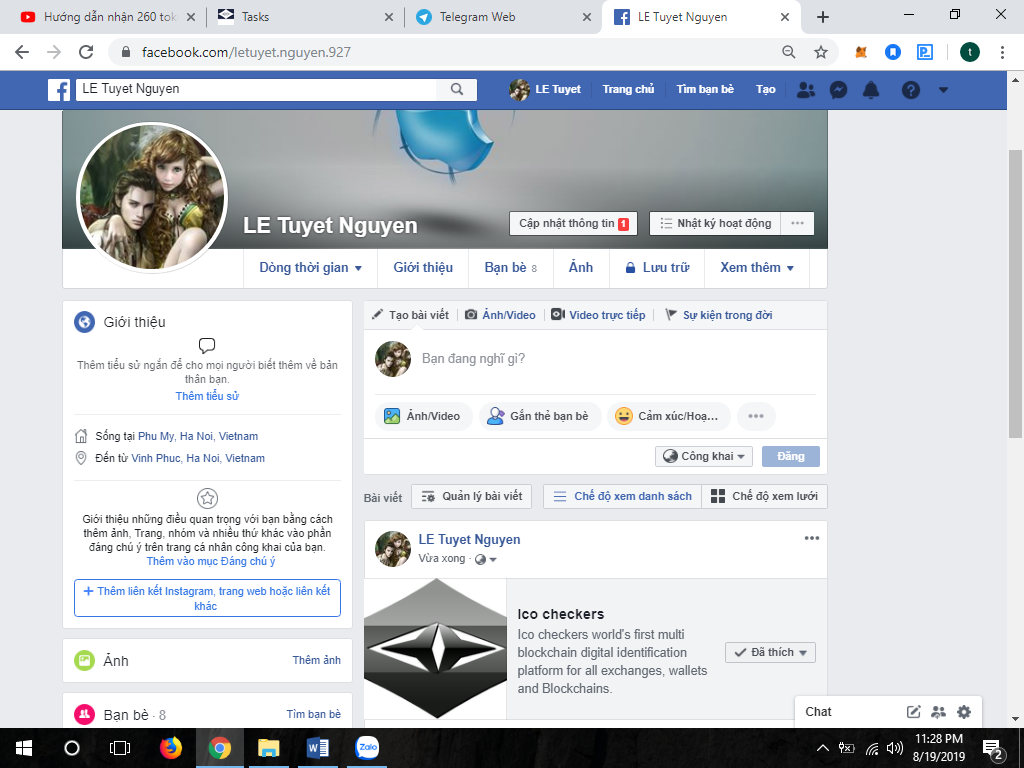 Hướng dẫn nhận 260 tok
Tasks
Telegram Web
LE Tuyet Nguyen
facebook.com/letuyet.nguyen.927
t
LE Tuyet Nguyen
LE Tuyet
Trang chủ
Tìm bạn bè
Tạo
LE Tuyet Nguyen
Cập nhật thông tin 1
Nhật ký hoạt động
Dòng thời gian
Giới thiệu
Bạn bè 8
Ảnh
Lưu trữ
Xem thêm
Giới thiệu
Thêm tiểu sử ngắn để cho mọi người biết thêm về bản
thân bạn.
Thêm tiểu sử
Sống tại Phu My, Ha Noi, Vietnam
Đến từ Vinh Phuc, Ha Noi, Vietnam
Giới thiệu những điều quan trọng với bạn bằng cách
thêm ảnh, Trang, nhóm và nhiều thứ khác vào phần
đáng chú ý trên trang cá nhân công khai của bạn.
Thêm vào mục Đáng chú ý
+ Thêm liên kết Instagram, trang web hoặc liên kết
khác
Ảnh
Thêm ảnh
Bạn bè · 8
Tìm bạn bè
Tạo bài viết
Ảnh/Video
Video trực tiếp
Sự kiện trong đời
Bạn đang nghĩ gì?
Ảnh/Video
Gắn thẻ bạn bè
Cảm xúc/Hoạ...
Công khai
Đăng
Bài viết
Quản lý bài viết
Chế độ xem danh sách
Chế độ xem lưới
LE Tuyet Nguyen
Vừa xong ·
Ico checkers
Ico checkers world's first multi
blockchain digital identification
platform for all exchanges, wallets
and Blockchains.
Đã thích
Chat
Zalo
11:28 PM
8/19/2019
2